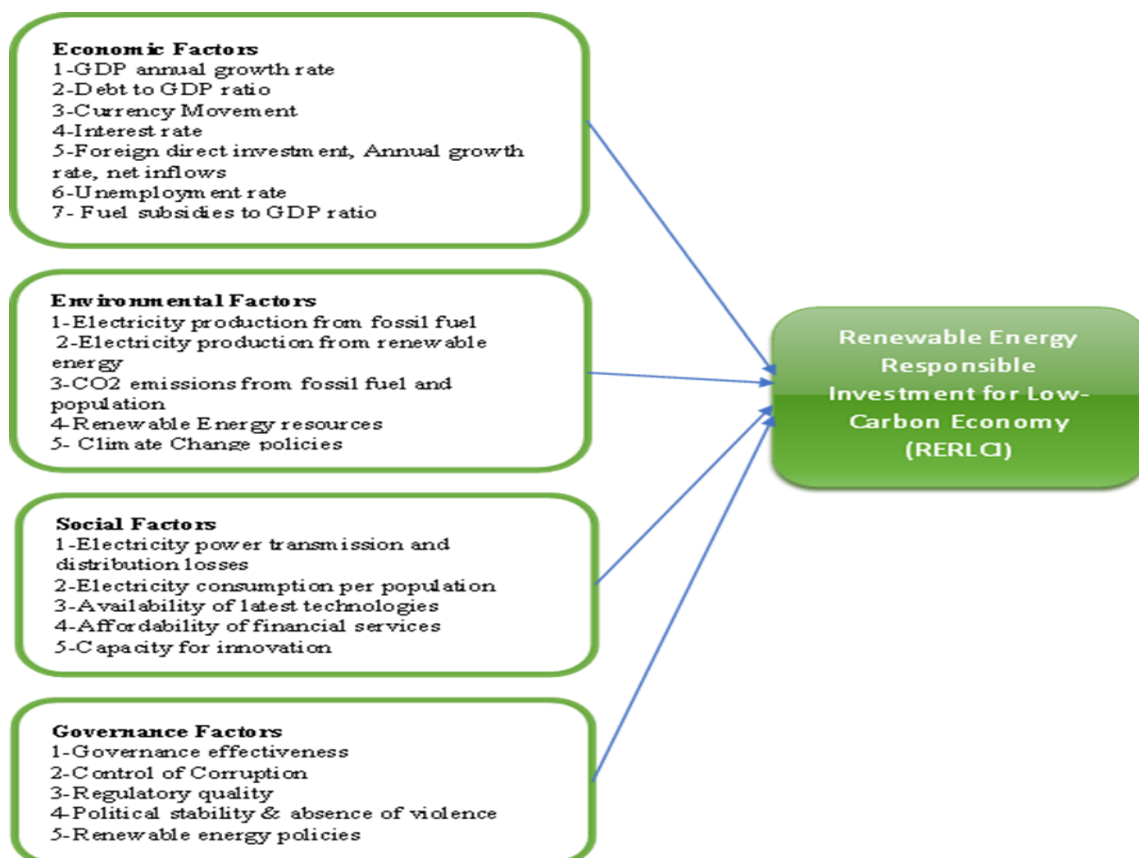 Economic Factors
1-GDP annual growth rate
2-Debt to GDP ratio
3-Currency Movement
4-Interest rate
5-Foreign direct investment, Annual growth
rate, net inflows
6-Unemployment rate
7- Fuel subsidies to GDP ratio
Environmental Factors
1-Electricity production from fossil fuel
2-Electricity production from renewable
energy
3-CO2 emissions from fossil fuel and
population
4-Renewable Energy resources
5- Climate Change policies
Social Factors
1-Electricity power transmission and
distribution losses
2-Electricity consumption per population
3-Availability of latest technologies
4-Affordability of financial services
5-Capacity for innovation
Governance Factors
1-Governance effectiveness
2-Control of Corruption
3-Regulatory quality
4-Political stability & absence of violence
5-Renewable energy policies
Renewable Energy
Responsible
Investment for Low-
Carbon Economy
(RERLCI)